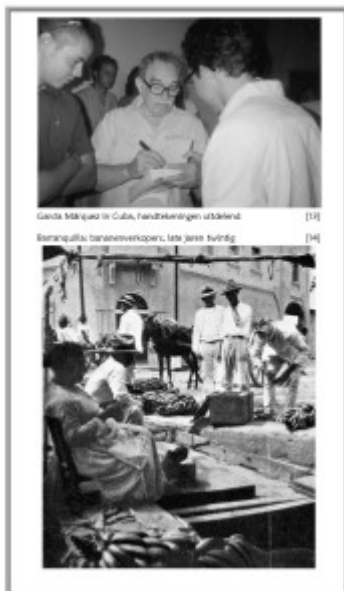 García Márquez in Cuba, handtekeningen uitdelend [13]
Barranquilla: bananenverkopers, late jaren twintig [14]